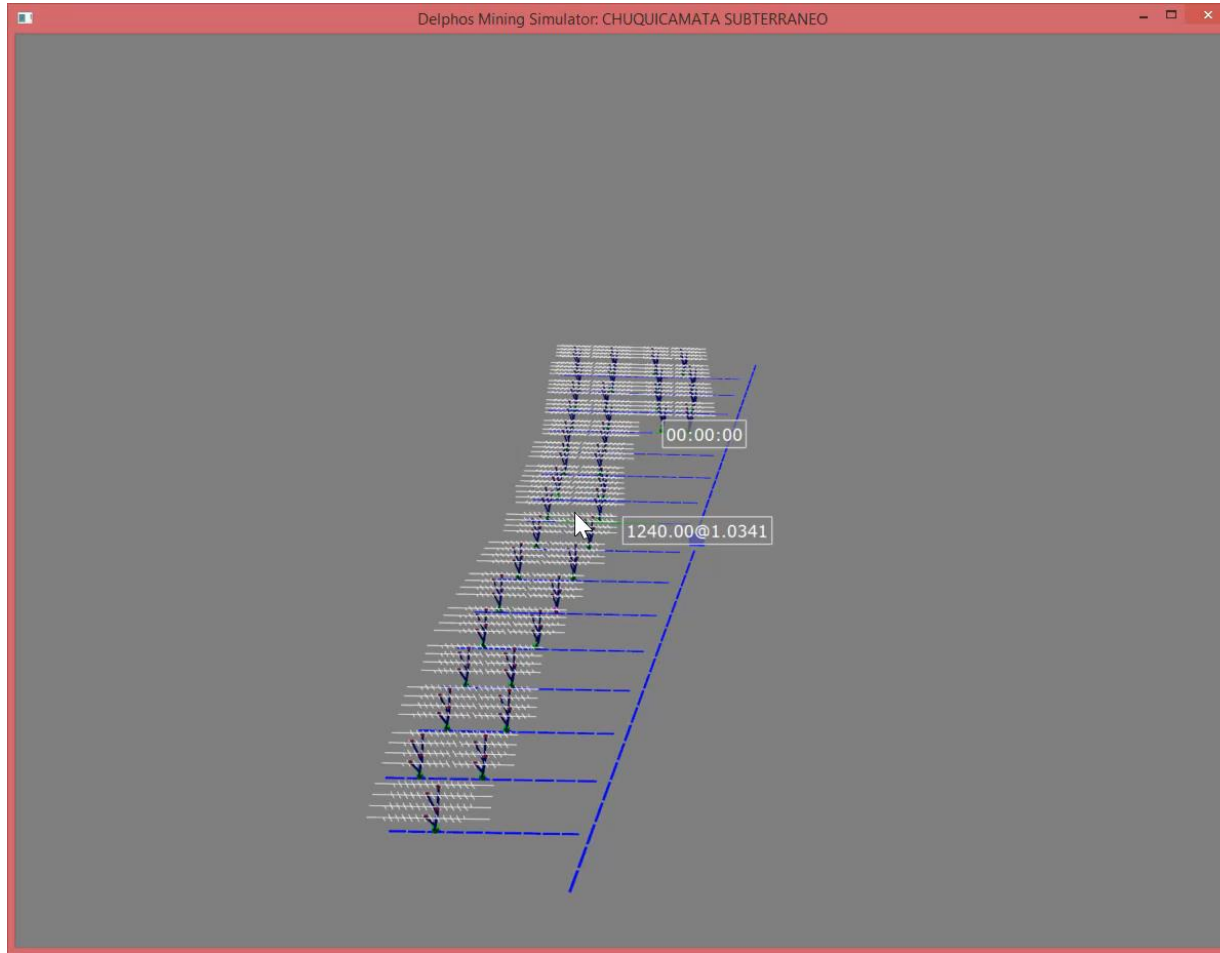 Delphos Mining Simulator: CHUQUICAMATA SUBTERRANEO
00:00:00
1240.00@1.0341